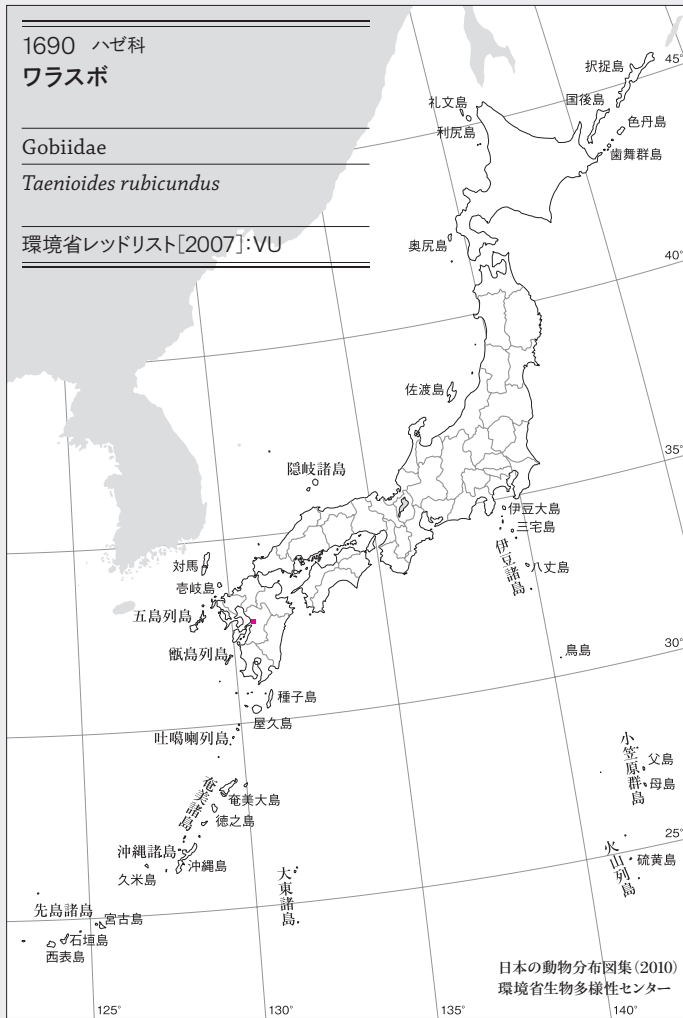 1690 ハゼ科
ワラスボ
Gobiidae
Taenioides rubicundus
環境省レッドリスト[2007]:VU
択捉島
45°
国後島
礼文島
色丹島
利尻島
歯舞群島
奥尻島
40°
佐渡島
35°
隠岐諸島
伊豆大島
三宅島
伊豆諸島
八丈島
対馬
壱岐島
五島列島
甑島列島
鳥島
30°
種子島
屋久島
吐噶喇列島
小笠原群島
父島
母島
奄美諸島
奄美大島
徳之島
25°
沖縄諸島
沖縄島
久米島
火山列島
硫黄島
大東諸島
先島諸島
宮古島
石垣島
西表島
日本の動物分布図集(2010)
環境省生物多様性センター
125°
130°
135°
140°